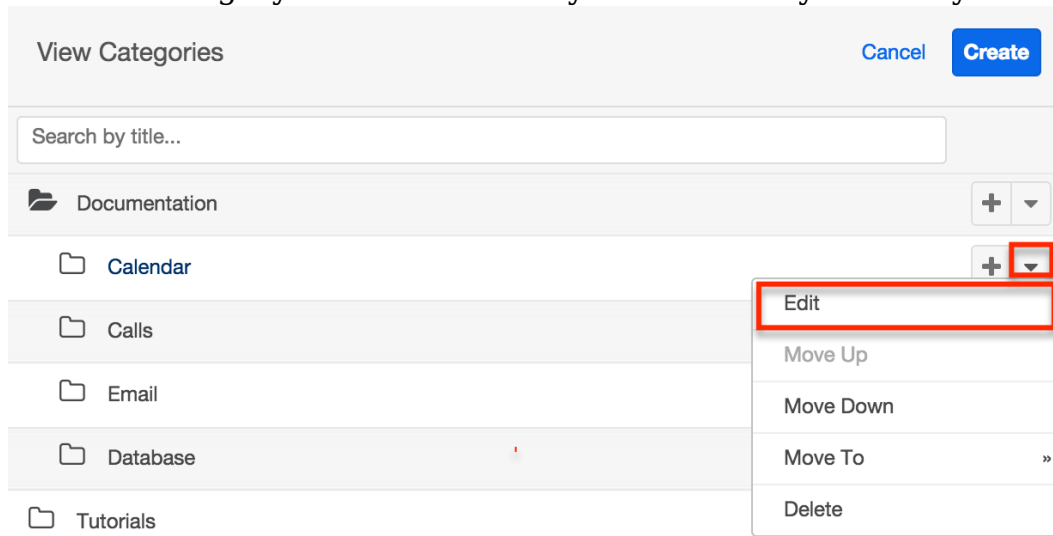 View Categories
Cancel
Create
Search by title...
Documentation
Calendar
Edit
Calls
Move Up
Email
Move Down
Database
Move To »
Tutorials
Delete